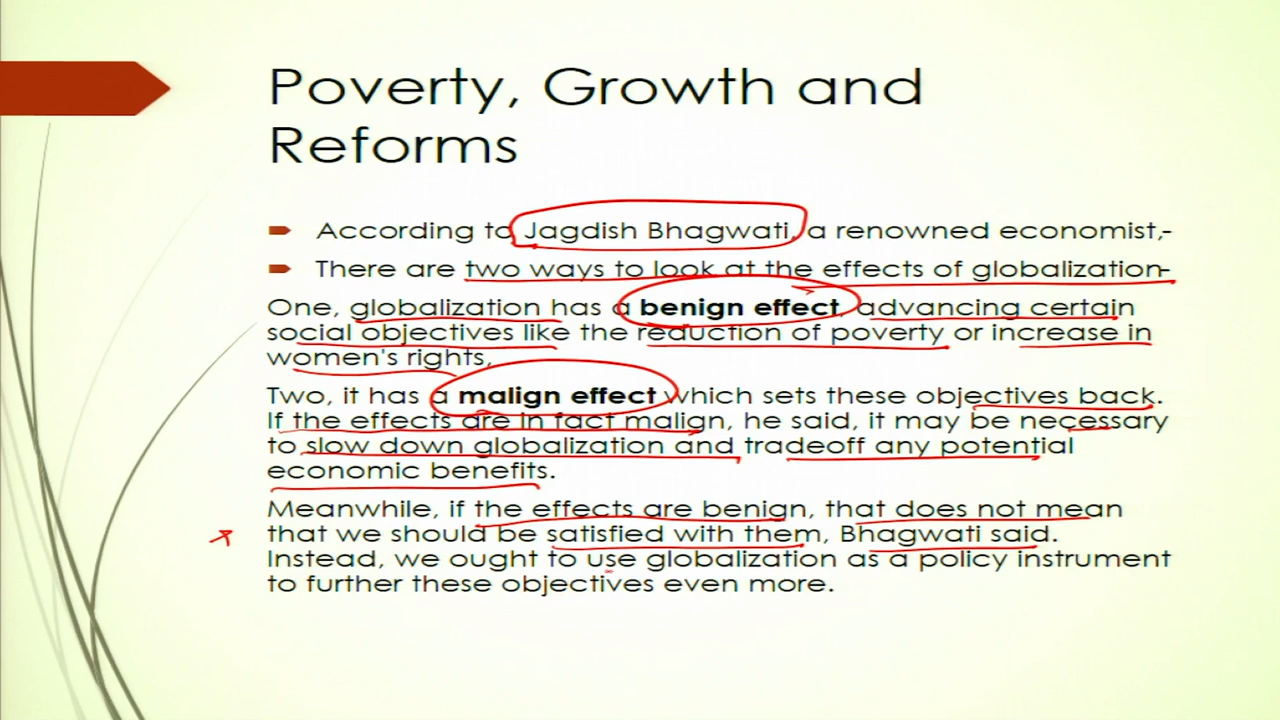 Poverty, Growth and
Reforms
According to Jagdish Bhagwati, a renowned economist,-
There are two ways to look at the effects of globalization-
One, globalization has a benign effect, advancing certain
social objectives like the reduction of poverty or increase in
women's rights,
Two, it has a malign effect which sets these objectives back.
If the effects are in fact malign, he said, it may be necessary
to slow down globalization and tradeoff any potential
economic benefits.
Meanwhile, if the effects are benign, that does not mean
that we should be satisfied with them, Bhagwati said.
Instead, we ought to use globalization as a policy instrument
to further these objectives even more.